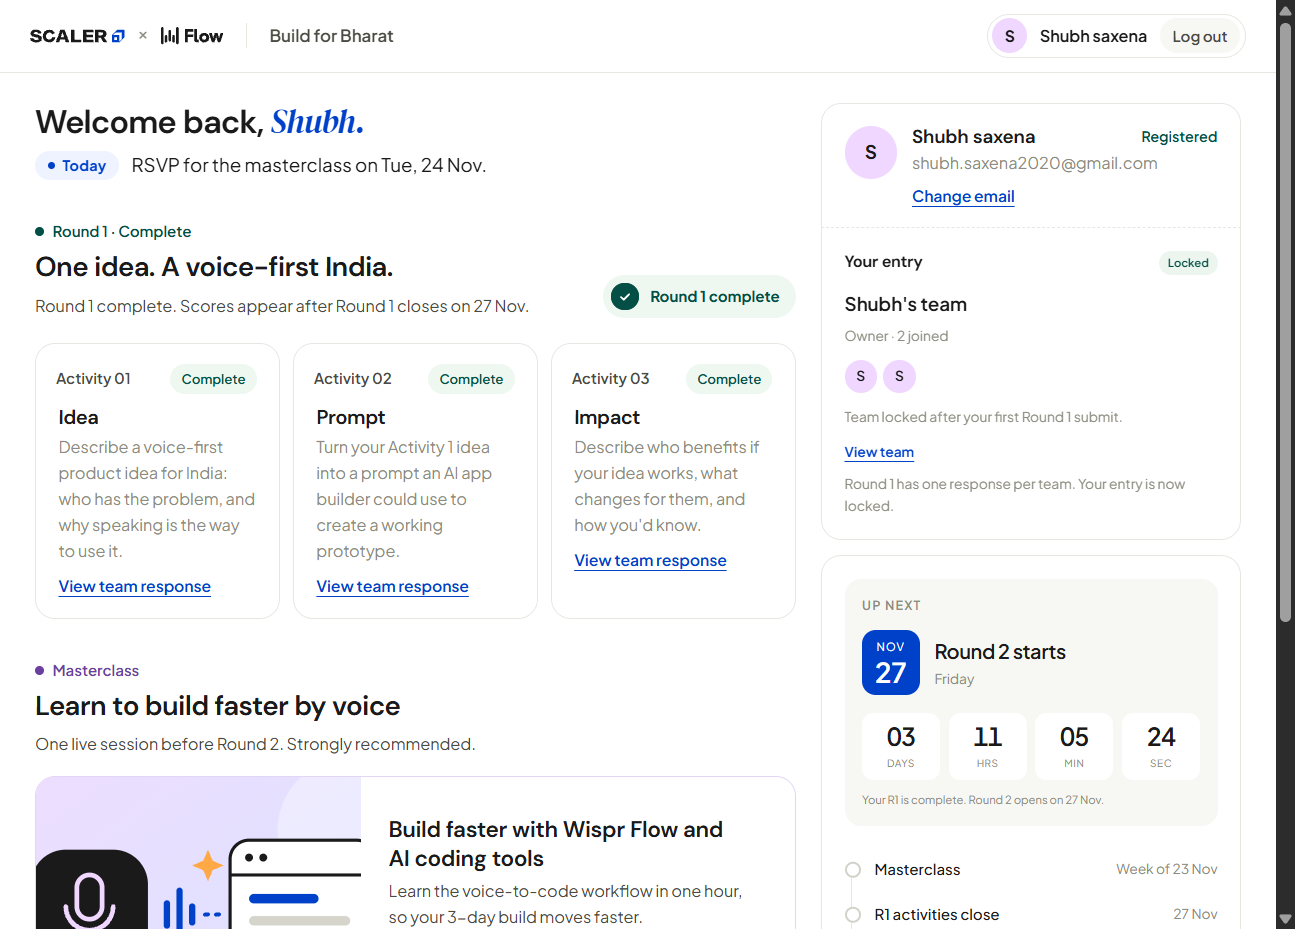 SCALER × Flow Build for Bharat
S Shubh saxena Log out
Welcome back, Shubh.
Today RSVP for the masterclass on Tue, 24 Nov.
Round 1 · Complete
One idea. A voice-first India.
Round 1 complete. Scores appear after Round 1 closes on 27 Nov.
Round 1 complete
Activity 01 Complete
Idea
Describe a voice-first
product idea for India:
who has the problem, and
why speaking is the way
to use it.
View team response
Activity 02 Complete
Prompt
Turn your Activity 1 idea
into a prompt an AI app
builder could use to
create a working
prototype.
View team response
Activity 03 Complete
Impact
Describe who benefits if
your idea works, what
changes for them, and
how you'd know.
View team response
Masterclass
Learn to build faster by voice
One live session before Round 2. Strongly recommended.
Build faster with Wispr Flow and
AI coding tools
Learn the voice-to-code workflow in one hour,
so your 3-day build moves faster.
S Shubh saxena Registered
shubh.saxena2020@gmail.com
Change email
Your entry Locked
Shubh's team
Owner · 2 joined
S S
Team locked after your first Round 1 submit.
View team
Round 1 has one response per team. Your entry is now
locked.
UP NEXT
NOV
27
Round 2 starts
Friday
03 11 05 24
DAYS HRS MIN SEC
Your R1 is complete. Round 2 opens on 27 Nov.
Masterclass Week of 23 Nov
R1 activities close 27 Nov